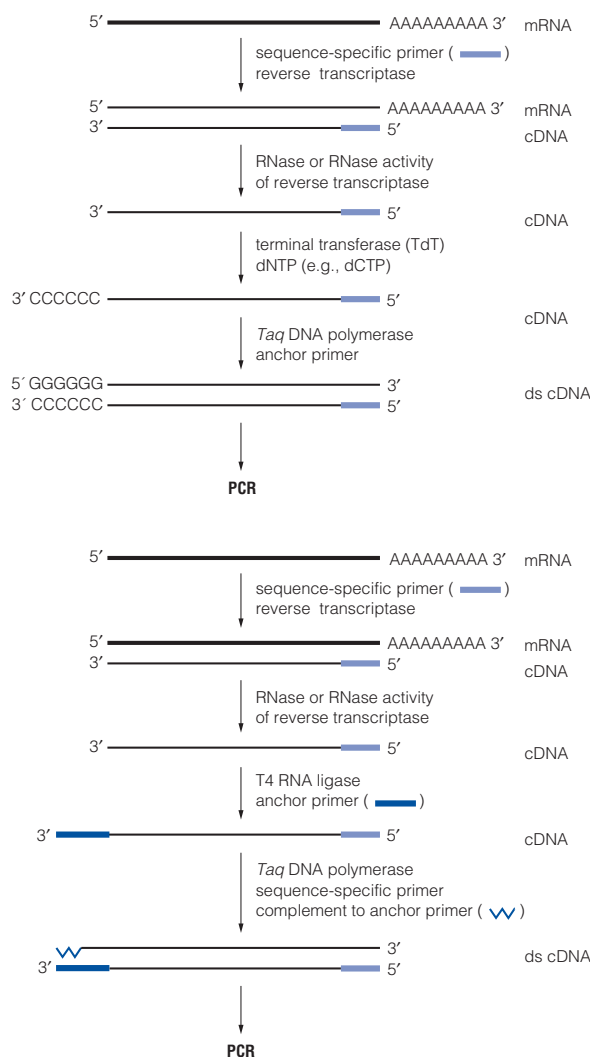 5′ AAAAAAAAA 3′ mRNA
sequence-specific primer ( )
reverse transcriptase
5′ AAAAAAAAA 3′ mRNA
3′ 5′ cDNA
RNase or RNase activity
of reverse transcriptase
3′ 5′ cDNA
terminal transferase (TdT)
dNTP (e.g., dCTP)
3′ CCCCCC 5′ cDNA
Taq DNA polymerase
anchor primer
5′ GGGGGG 3′ ds cDNA
3′ CCCCCC 5′
PCR
5′ AAAAAAAAA 3′ mRNA
sequence-specific primer ( )
reverse transcriptase
5′ AAAAAAAAA 3′ mRNA
3′ 5′ cDNA
RNase or RNase activity
of reverse transcriptase
3′ 5′ cDNA
T4 RNA ligase
anchor primer ( )
3′ 5′ cDNA
Taq DNA polymerase
sequence-specific primer
complement to anchor primer ( )
3′ ds cDNA
3′ 5′
PCR